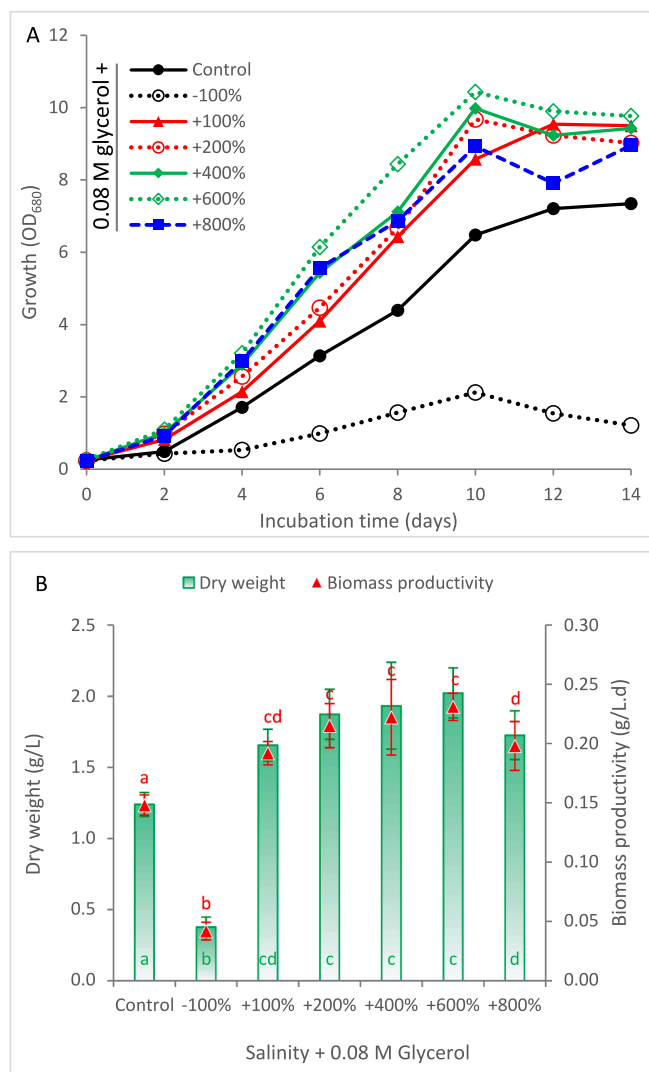 A
12
10
8
6
4
2
0
Growth (OD680)
0.08 M glycerol +
Control
-100%
+100%
+200%
+400%
+600%
+800%
0 2 4 6 8 10 12 14
Incubation time (days)
B
Dry weight Biomass productivity
2.5
2.0
1.5
1.0
0.5
0.0
Dry weight (g/L)
0.30
0.25
0.20
0.15
0.10
0.05
0.00
Biomass productivity (g/L.d)
a b cd c c c d
a b cd c c c d
Control -100% +100% +200% +400% +600% +800%
Salinity + 0.08 M Glycerol